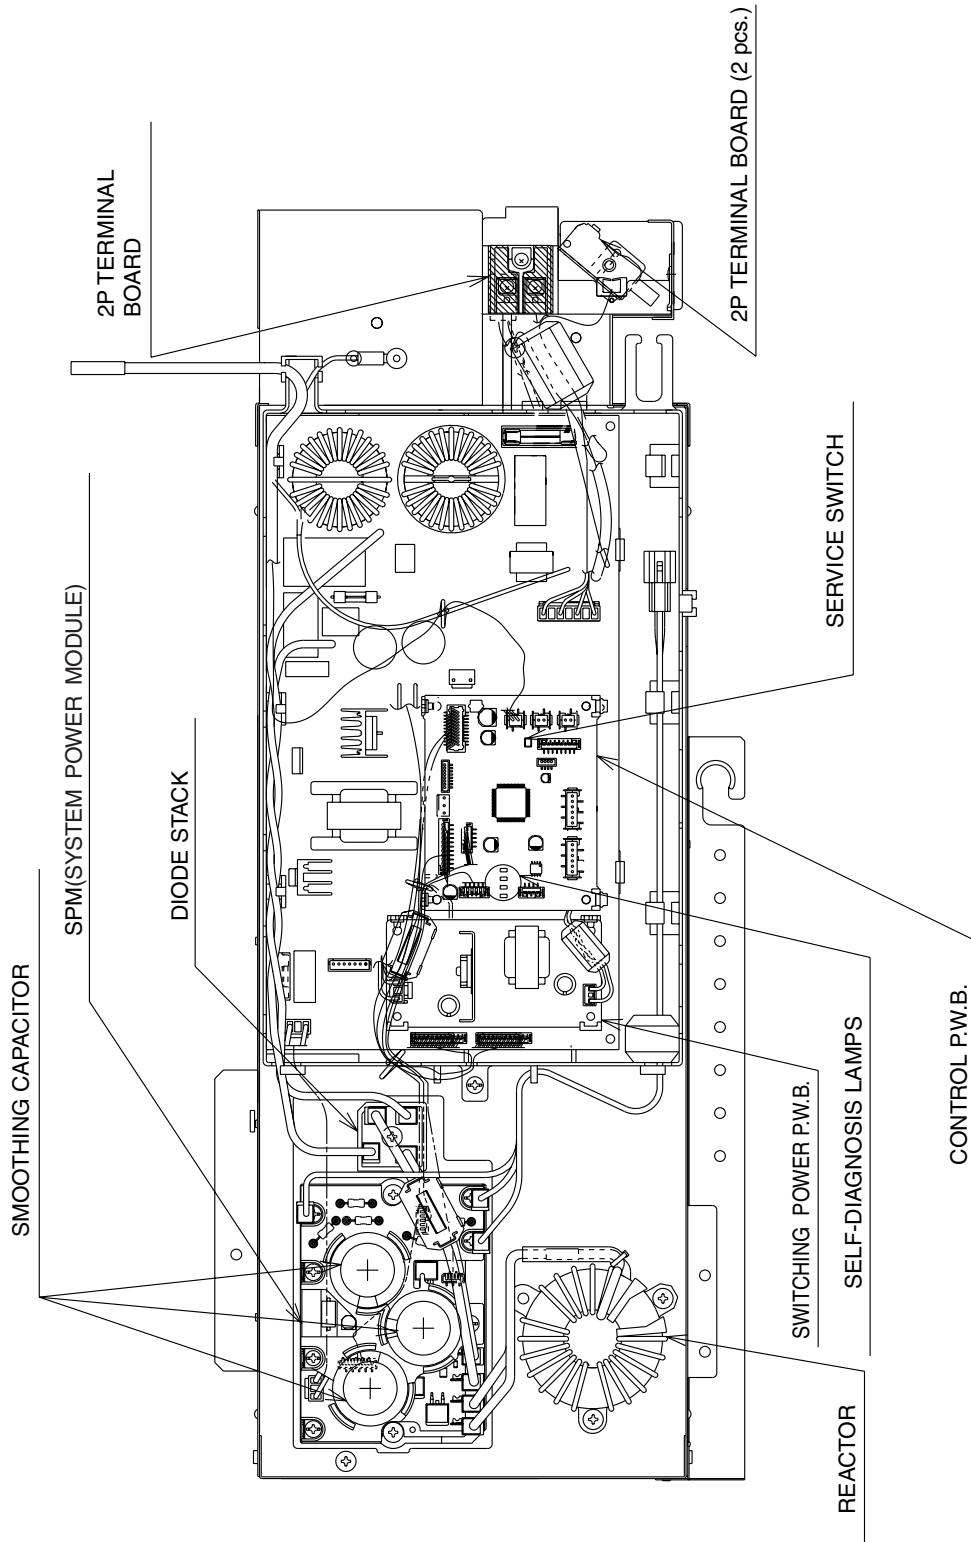 SMOOTHING CAPACITOR
SPM(SYSTEM POWER MODULE)
DIODE STACK
2P TERMINAL
BOARD
2P TERMINAL BOARD (2 pcs.)
SERVICE SWITCH
CONTROL P.W.B.
SELF-DIAGNOSIS LAMPS
SWITCHING POWER P.W.B.
REACTOR